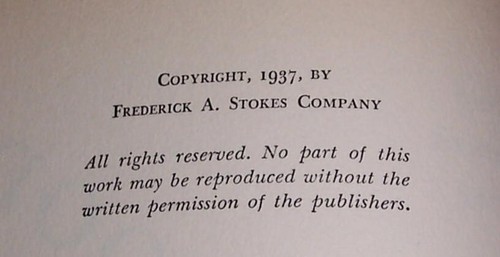 COPYRIGHT, 1937, BY
FREDERICK A. STOKES COMPANY
All rights reserved. No part of this
work may be reproduced without the
written permission of the publishers.